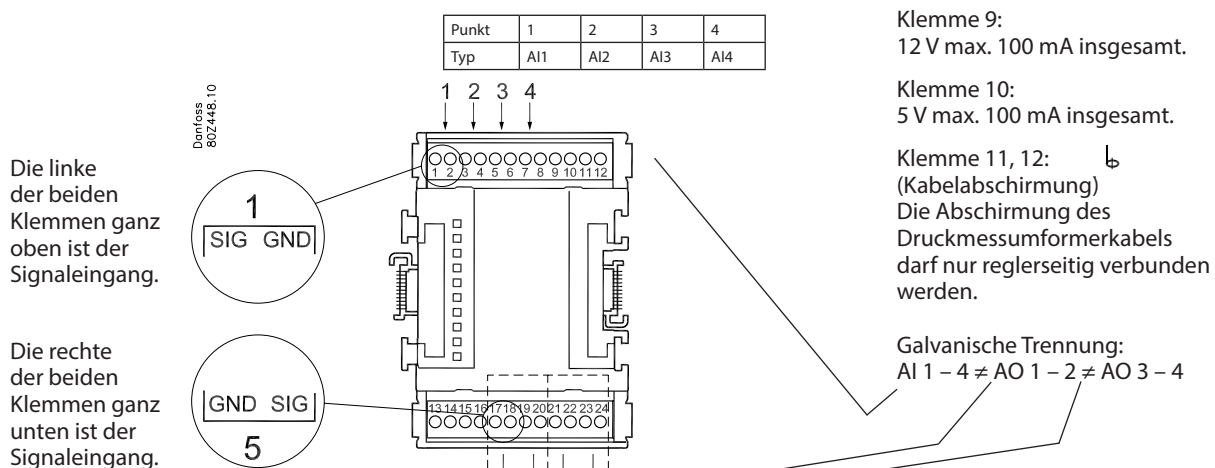 Punkt 1 2 3 4
Typ AI1 AI2 AI3 AI4
1 2 3 4
Danfoss
80Z448.10
Die linke
der beiden
Klemmen ganz
oben ist der
Signaleingang.
1
SIG GND
1 2 3 4 5 6 7 8 9 10 11 12
Die rechte
der beiden
Klemmen ganz
unten ist der
Signaleingang.
GND SIG
5
13 14 15 16 17 18 19 20 21 22 23 24
Klemme 9:
12 V max. 100 mA insgesamt.
Klemme 10:
5 V max. 100 mA insgesamt.
Klemme 11, 12:
(Kabelabschirmung)
Die Abschirmung des
Druckmessumformerkabels
darf nur reglerseitig verbunden
werden.
Galvanische Trennung:
AI 1 – 4 ≠ AO 1 – 2 ≠ AO 3 – 4